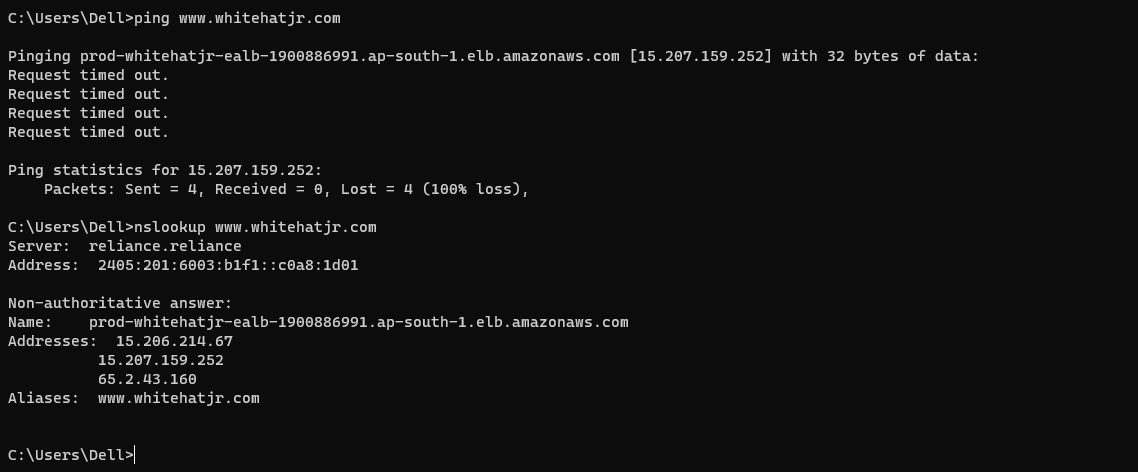 C:\Users\Dell>ping www.whitehatjr.com
Pinging prod-whitehatjr-ealb-1900886991.ap-south-1.elb.amazonaws.com [15.207.159.252] with 32 bytes of data:
Request timed out.
Request timed out.
Request timed out.
Request timed out.
Ping statistics for 15.207.159.252:
    Packets: Sent = 4, Received = 0, Lost = 4 (100% loss),
C:\Users\Dell>nslookup www.whitehatjr.com
Server:  reliance.reliance
Address:  2405:201:6003:b1f1::c0a8:1d01
Non-authoritative answer:
Name:    prod-whitehatjr-ealb-1900886991.ap-south-1.elb.amazonaws.com
Addresses:  15.206.214.67
          15.207.159.252
          65.2.43.160
Aliases:  www.whitehatjr.com
C:\Users\Dell>